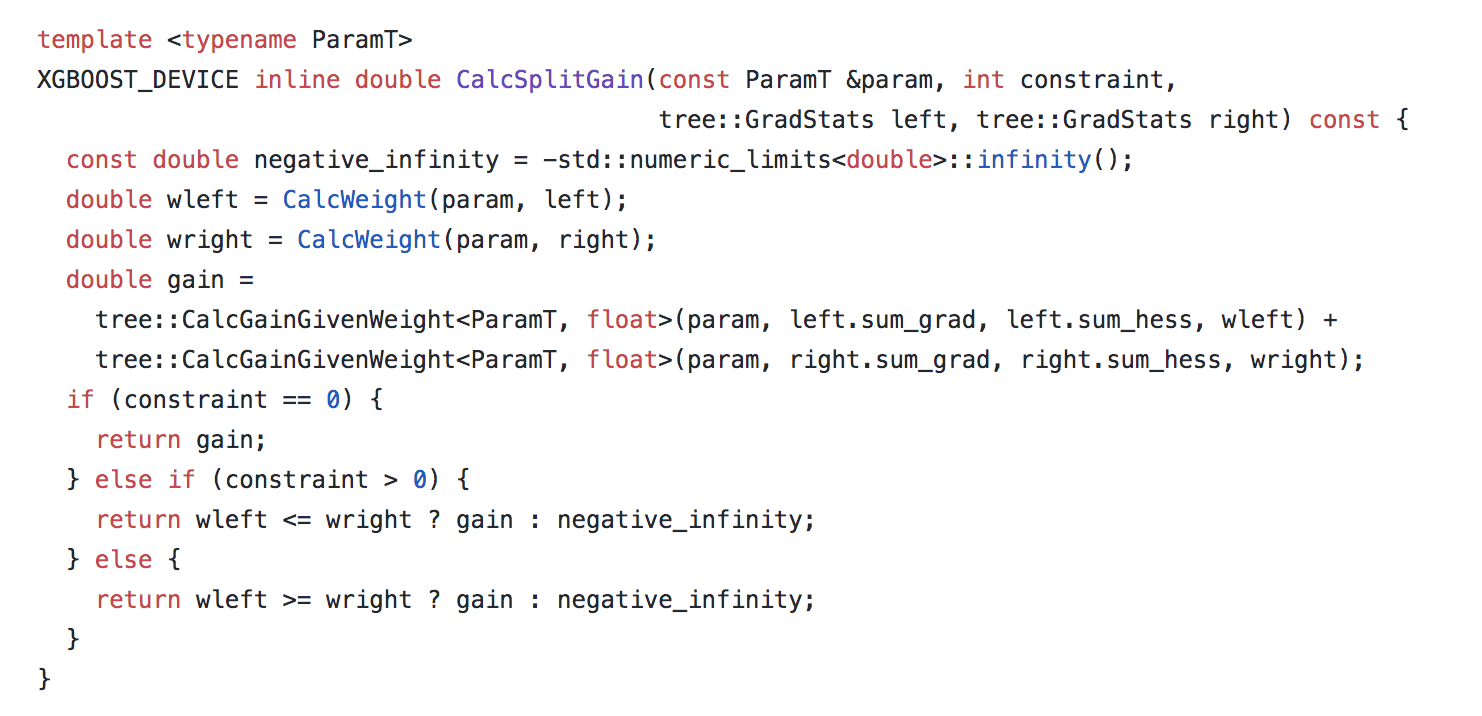 template <typename ParamT>
XGBOOST_DEVICE inline double CalcSplitGain(const ParamT &param, int constraint,
                                           tree::GradStats left, tree::GradStats right) const {
  const double negative_infinity = -std::numeric_limits<double>::infinity();
  double wleft = CalcWeight(param, left);
  double wright = CalcWeight(param, right);
  double gain =
    tree::CalcGainGivenWeight<ParamT, float>(param, left.sum_grad, left.sum_hess, wleft) +
    tree::CalcGainGivenWeight<ParamT, float>(param, right.sum_grad, right.sum_hess, wright);
  if (constraint == 0) {
    return gain;
  } else if (constraint > 0) {
    return wleft <= wright ? gain : negative_infinity;
  } else {
    return wleft >= wright ? gain : negative_infinity;
  }
}